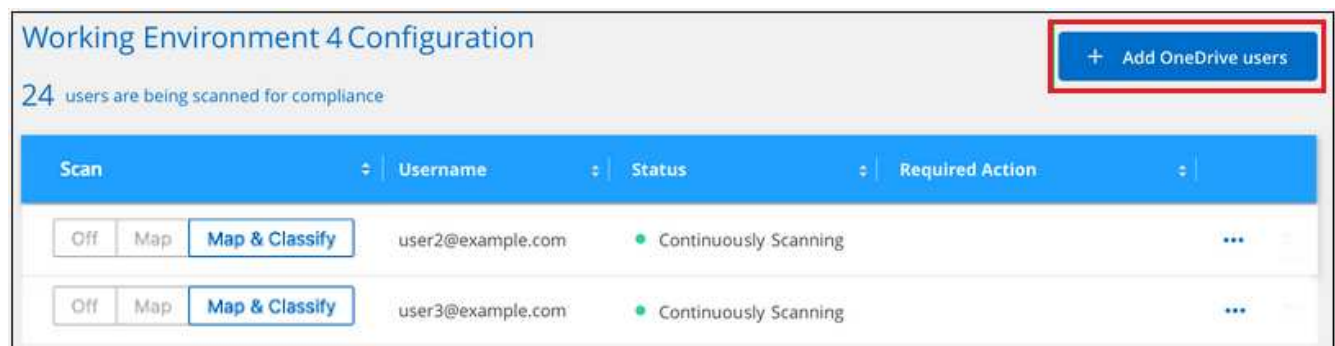 Working Environment 4 Configuration
+ Add OneDrive users
24 users are being scanned for compliance
Scan Username Status Required Action
Off Map Map & Classify user2@example.com Continuously Scanning ...
Off Map Map & Classify user3@example.com Continuously Scanning ...